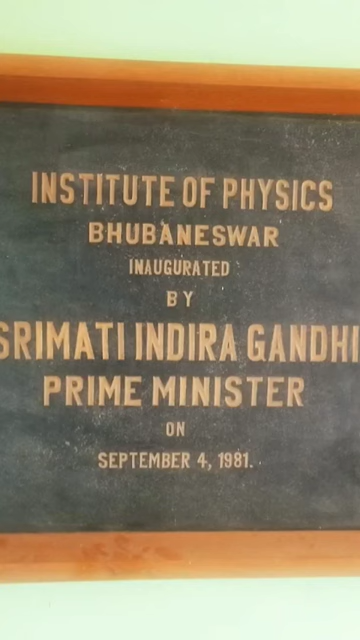 INSTITUTE OF PHYSICS
BHUBANESWAR
INAUGURATED
BY
SRIMATI INDIRA GANDHI
PRIME MINISTER
ON
SEPTEMBER 4, 1981.